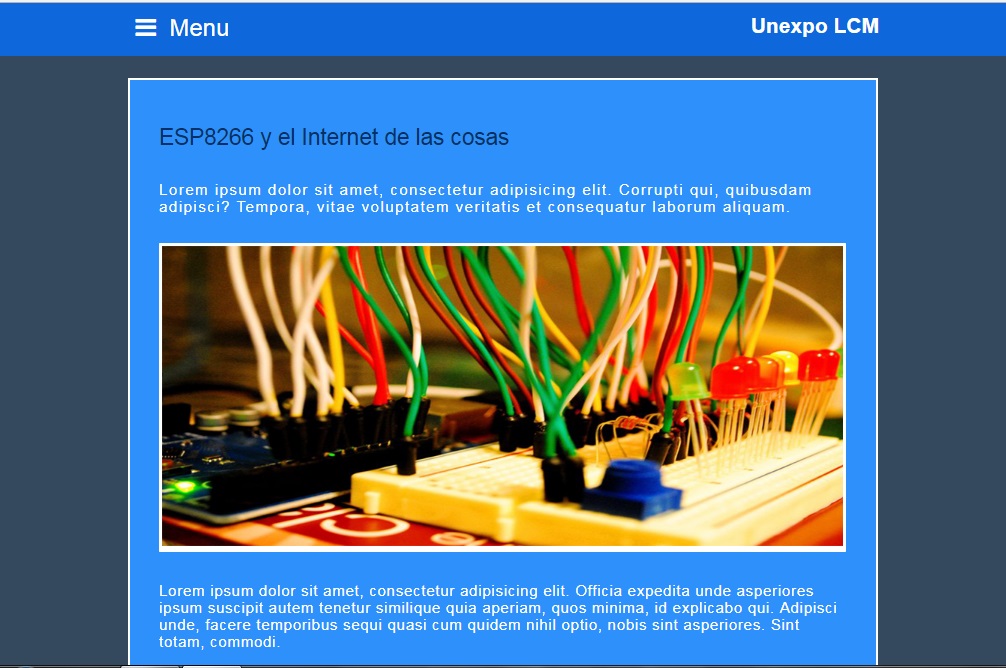 Menu
Unexpo LCM
ESP8266 y el Internet de las cosas
Lorem ipsum dolor sit amet, consectetur adipisicing elit. Corrupti qui, quibusdam
adipisci? Tempora, vitae voluptatem veritatis et consequatur laborum aliquam.
Lorem ipsum dolor sit amet, consectetur adipisicing elit. Officia expedita unde asperiores
ipsum suscipit autem tenetur similique quia aperiam, quos minima, id explicabo qui. Adipisci
unde, facere temporibus sequi quasi cum quidem nihil optio, nobis sint asperiores. Sint
totam, commodi.